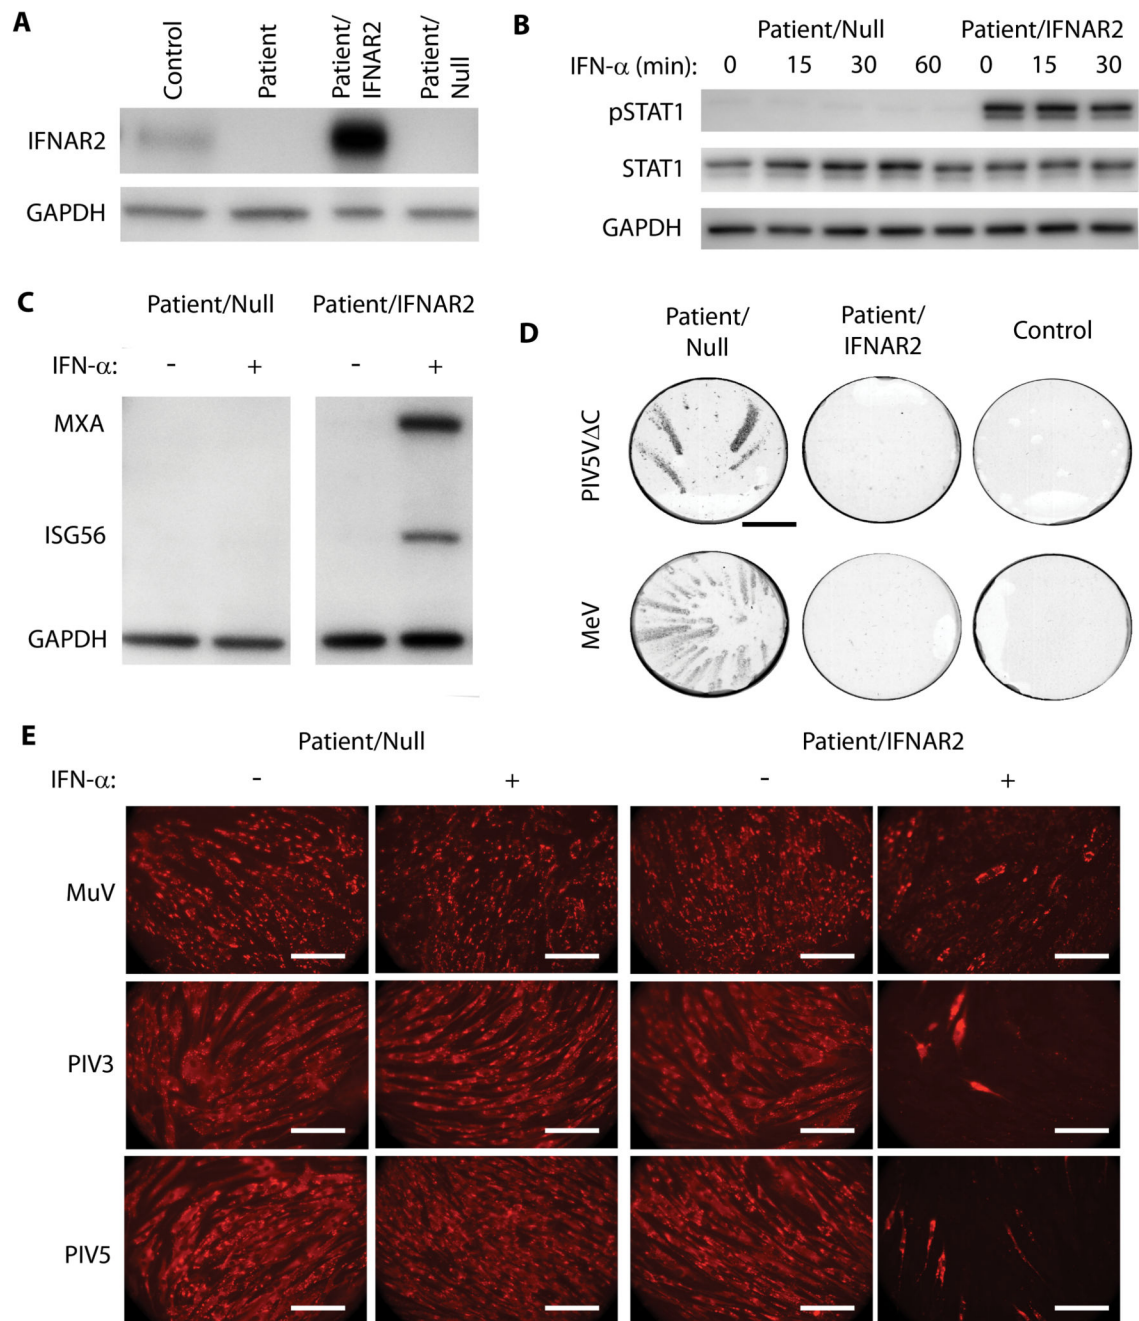 A
Control
Patient
Patient/
IFNAR2
Patient/
Null
IFNAR2
GAPDH
B
Patient/Null Patient/IFNAR2
IFN-α (min): 0 15 30 60 0 15 30
pSTAT1
STAT1
GAPDH
C
Patient/Null Patient/IFNAR2
IFN-α: - + - +
MXA
ISG56
GAPDH
D
Patient/
Null
Patient/
IFNAR2
Control
PIV5VΔC
MeV
E
Patient/Null Patient/IFNAR2
IFN-α: - + - +
MuV
PIV3
PIV5